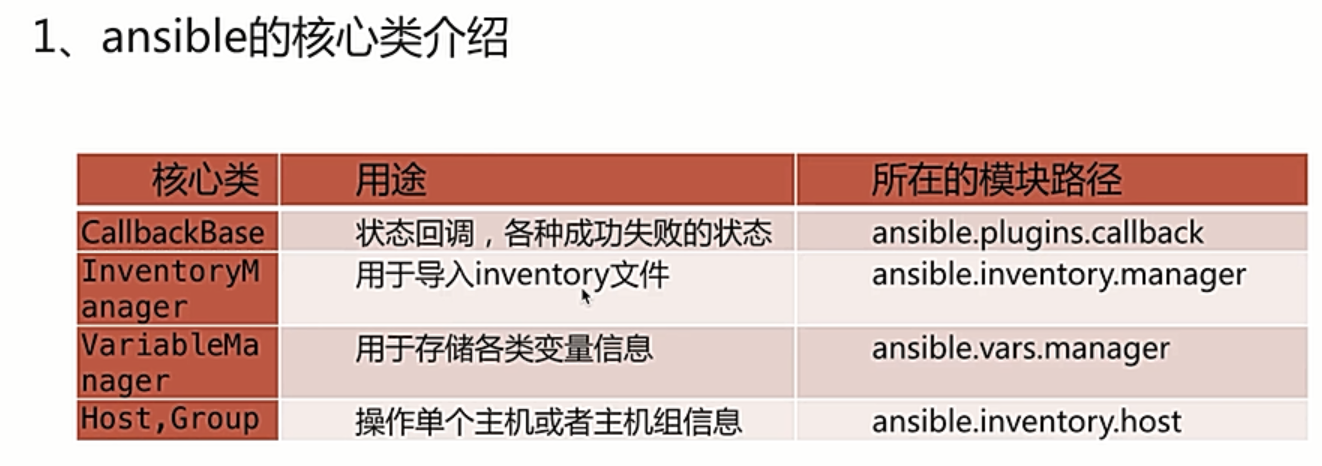 1、ansible的核心类介绍
核心类 用途 所在的模块路径
CallbackBase 状态回调，各种成功失败的状态 ansible.plugins.callback
InventoryM 用于导入inventory文件 ansible.inventory.manager
anager
VariableMa 用于存储各类变量信息 ansible.vars.manager
nager
Host,Group 操作单个主机或者主机组信息 ansible.inventory.host